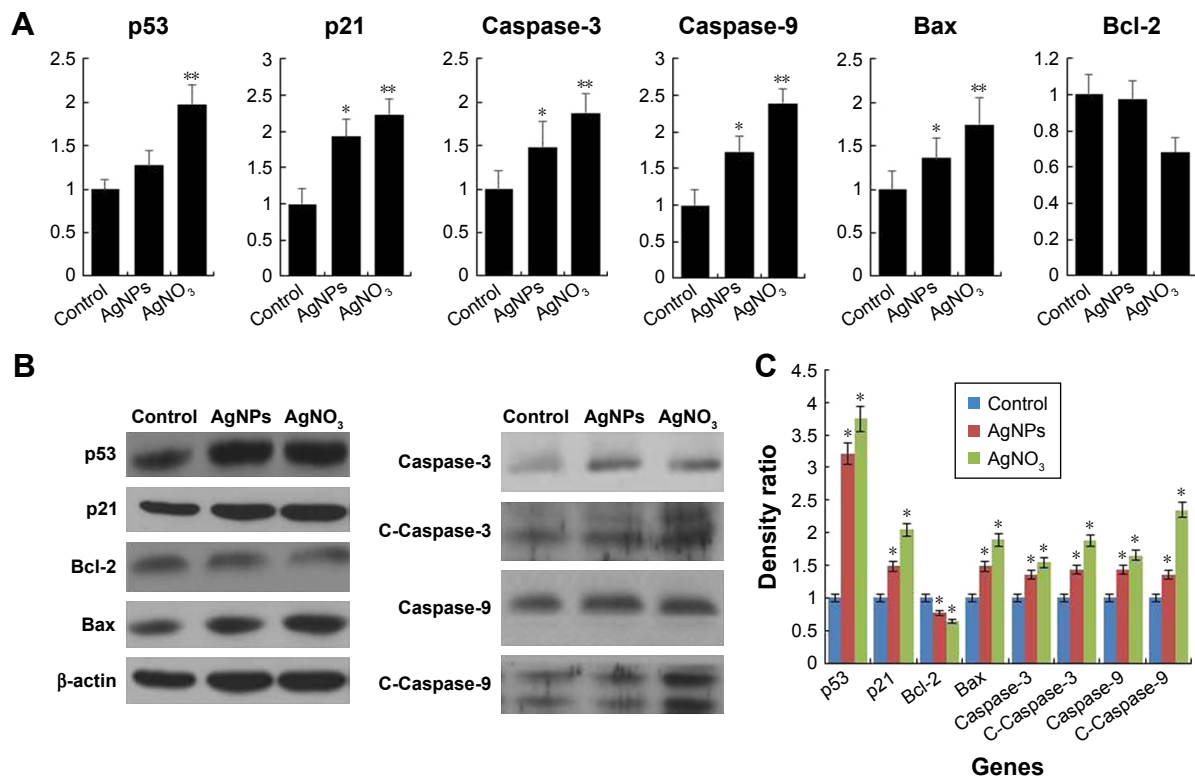 A
p53
p21
Caspase-3
Caspase-9
Bax
Bcl-2
2.5
2
1.5
1
0.5
0
**
Control
AgNPs
AgNO₃
3
2.5
2
1.5
1
0.5
0
*
**
Control
AgNPs
AgNO₃
2.5
2
1.5
1
0.5
0
*
**
Control
AgNPs
AgNO₃
3
2.5
2
1.5
1
0.5
0
*
**
Control
AgNPs
AgNO₃
2.5
2
1.5
1
0.5
0
*
**
Control
AgNPs
AgNO₃
1.2
1
0.8
0.6
0.4
0.2
0
Control
AgNPs
AgNO₃
B
Control AgNPs AgNO₃
p53
p21
Bcl-2
Bax
β-actin
Control AgNPs AgNO₃
Caspase-3
C-Caspase-3
Caspase-9
C-Caspase-9
C
Density ratio
4.5
4
3.5
3
2.5
2
1.5
1
0.5
0
Control
AgNPs
AgNO₃
* *
* *
* *
* *
* *
* *
* *
* *
p53
p21
Bcl-2
Bax
Caspase-3
C-Caspase-3
Caspase-9
C-Caspase-9
Genes